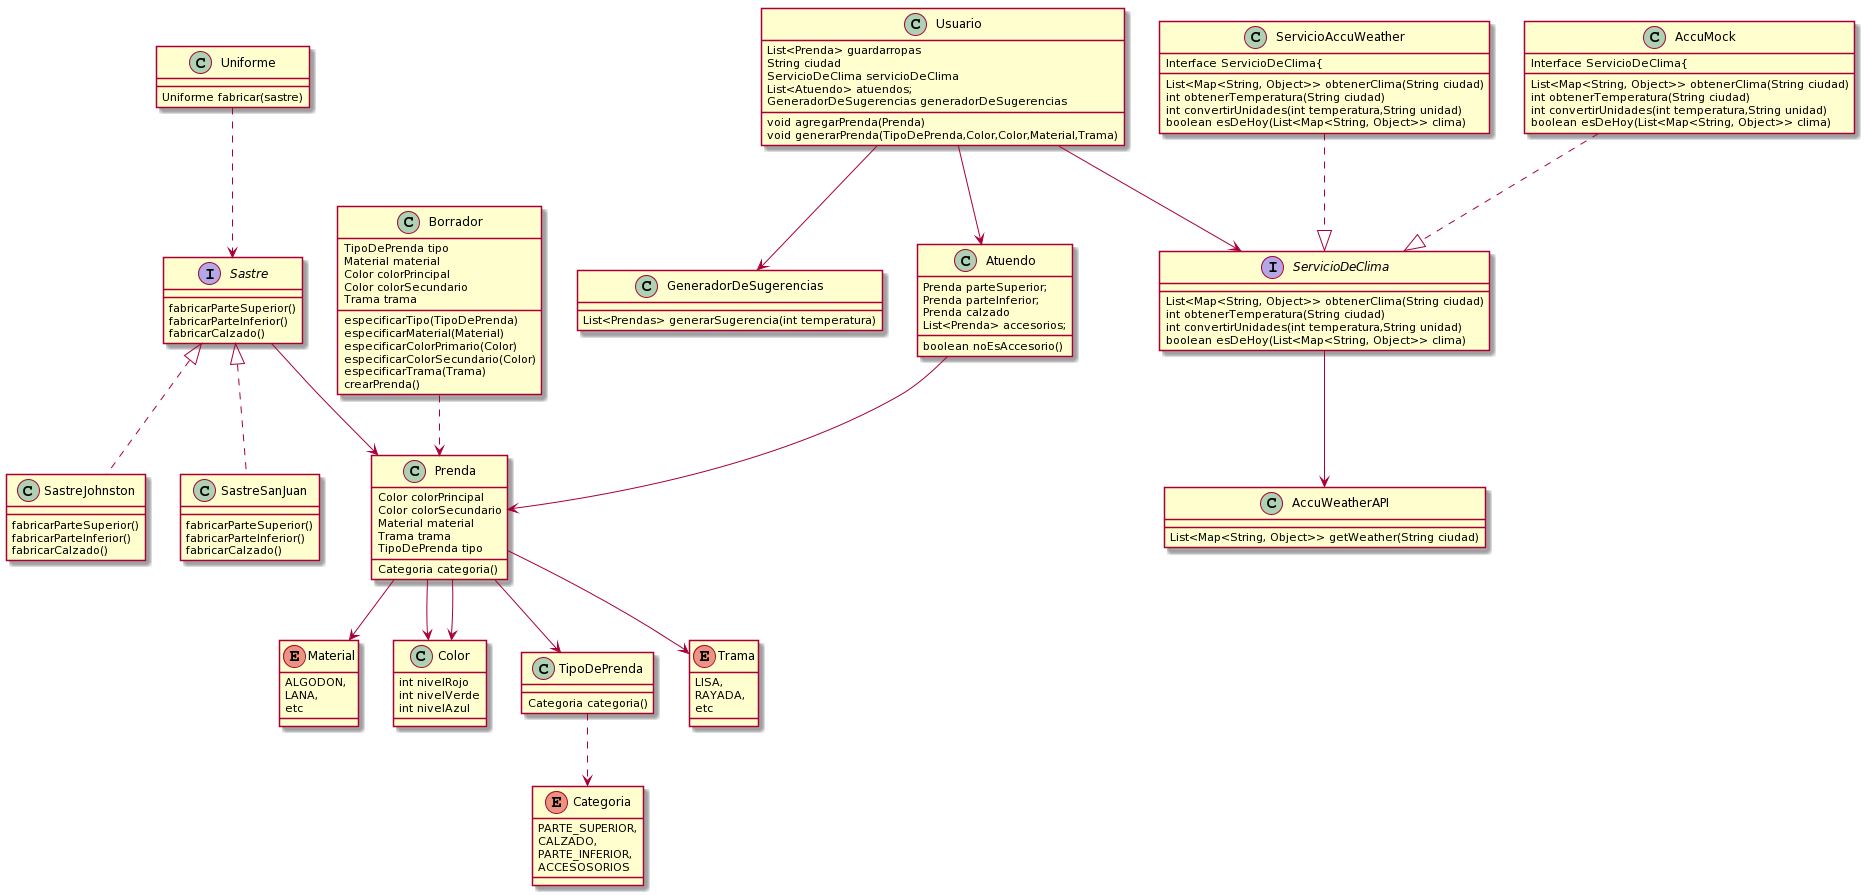 C Usuario
List<Prenda> guardarropas
String ciudad
ServicioDeClima servicioDeClima
List<Atuendo> atuendos;
GeneradorDeSugerencias generadorDeSugerencias
void agregarPrenda(Prenda)
void generarPrenda(TipoDePrenda,Color,Color,Material,Trama)
C ServicioAccuWeather
Interface ServicioDeClima{
List<Map<String, Object>> obtenerClima(String ciudad)
int obtenerTemperatura(String ciudad)
int convertirUnidades(int temperatura,String unidad)
boolean esDeHoy(List<Map<String, Object>> clima)
C AccuMock
Interface ServicioDeClima{
List<Map<String, Object>> obtenerClima(String ciudad)
int obtenerTemperatura(String ciudad)
int convertirUnidades(int temperatura,String unidad)
boolean esDeHoy(List<Map<String, Object>> clima)
C Uniforme
Uniforme fabricar(sastre)
C Borrador
TipoDePrenda tipo
Material material
Color colorPrincipal
Color colorSecundario
Trama trama
especificarTipo(TipoDePrenda)
especificarMaterial(Material)
especificarColorPrimario(Color)
especificarColorSecundario(Color)
especificarTrama(Trama)
crearPrenda()
I Sastre
fabricarParteSuperior()
fabricarParteInferior()
fabricarCalzado()
C GeneradorDeSugerencias
List<Prendas> generarSugerencia(int temperatura)
C Atuendo
Prenda parteSuperior;
Prenda parteInferior;
Prenda calzado
List<Prenda> accesorios;
boolean noEsAccesorio()
I ServicioDeClima
List<Map<String, Object>> obtenerClima(String ciudad)
int obtenerTemperatura(String ciudad)
int convertirUnidades(int temperatura,String unidad)
boolean esDeHoy(List<Map<String, Object>> clima)
C SastreJohnston
fabricarParteSuperior()
fabricarParteInferior()
fabricarCalzado()
C SastreSanJuan
fabricarParteSuperior()
fabricarParteInferior()
fabricarCalzado()
C Prenda
Color colorPrincipal
Color colorSecundario
Material material
Trama trama
TipoDePrenda tipo
Categoria categoria()
C AccuWeatherAPI
List<Map<String, Object>> getWeather(String ciudad)
E Material
ALGODON,
LANA,
etc
C Color
int nivelRojo
int nivelVerde
int nivelAzul
C TipoDePrenda
Categoria categoria()
E Trama
LISA,
RAYADA,
etc
E Categoria
PARTE_SUPERIOR,
CALZADO,
PARTE_INFERIOR,
ACCESOSORIOS